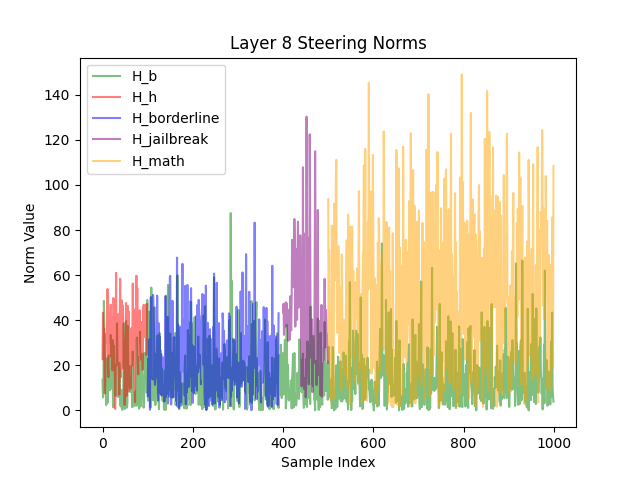 Layer 8 Steering Norms
H_b
H_h
H_borderline
H_jailbreak
H_math
Norm Value
140
120
100
80
60
40
20
0
0 200 400 600 800 1000
Sample Index